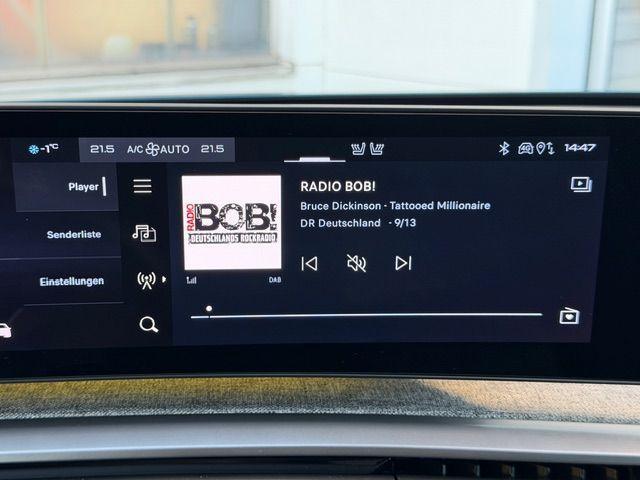 -1°C
21.5 A/C AUTO 21.5
14:47
Player
Senderliste
Einstellungen
RADIO
BOB!
DEUTSCHLANDS ROCKRADIO
DAB
RADIO BOB!
Bruce Dickinson - Tattooed Millionaire
DR Deutschland - 9/13